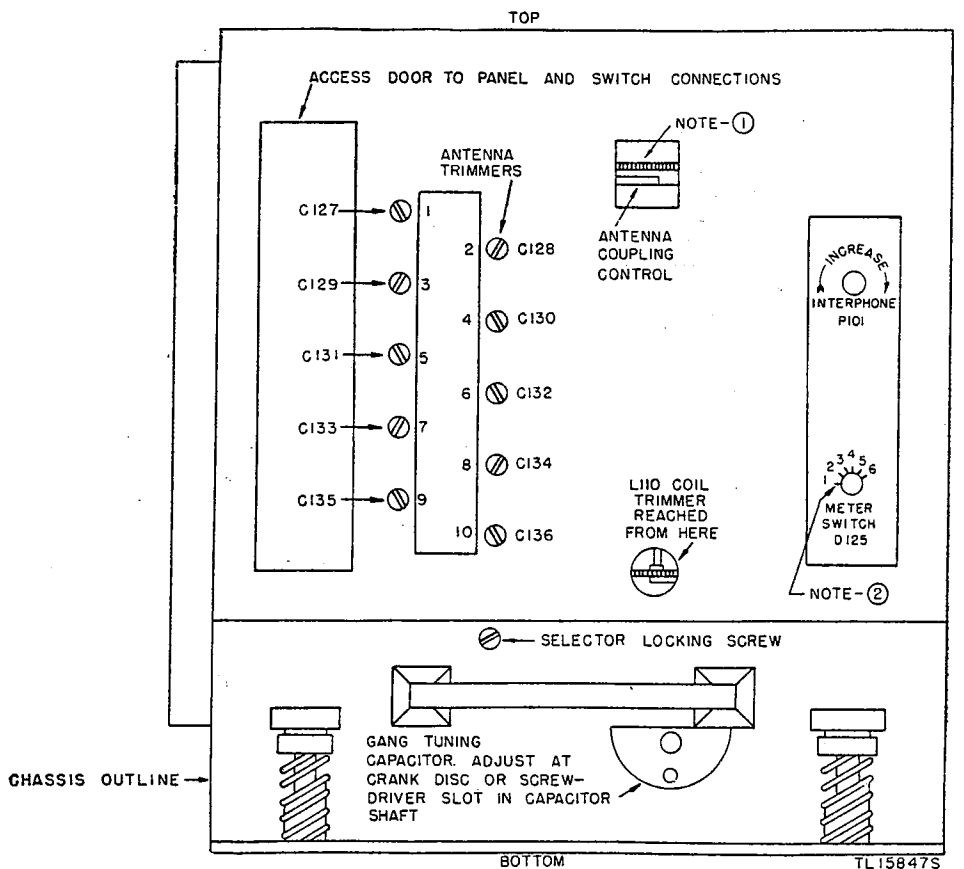 TOP
ACCESS DOOR TO PANEL AND SWITCH CONNECTIONS
NOTE-①
ANTENNA
TRIMMERS
C127
1
2
C128
ANTENNA
COUPLING
CONTROL
INCREASE
INTERPHONE
P101
C129
3
4
C130
C131
5
6
C132
C133
7
8
C134
C135
9
10
C136
L110 COIL
TRIMMER
REACHED
FROM HERE
1 2 3 4 5 6
METER
SWITCH
D125
NOTE-②
SELECTOR LOCKING SCREW
GANG TUNING
CAPACITOR. ADJUST AT
CRANK DISC OR SCREW-
DRIVER SLOT IN CAPACITOR
SHAFT
CHASSIS OUTLINE
BOTTOM
TL15847S